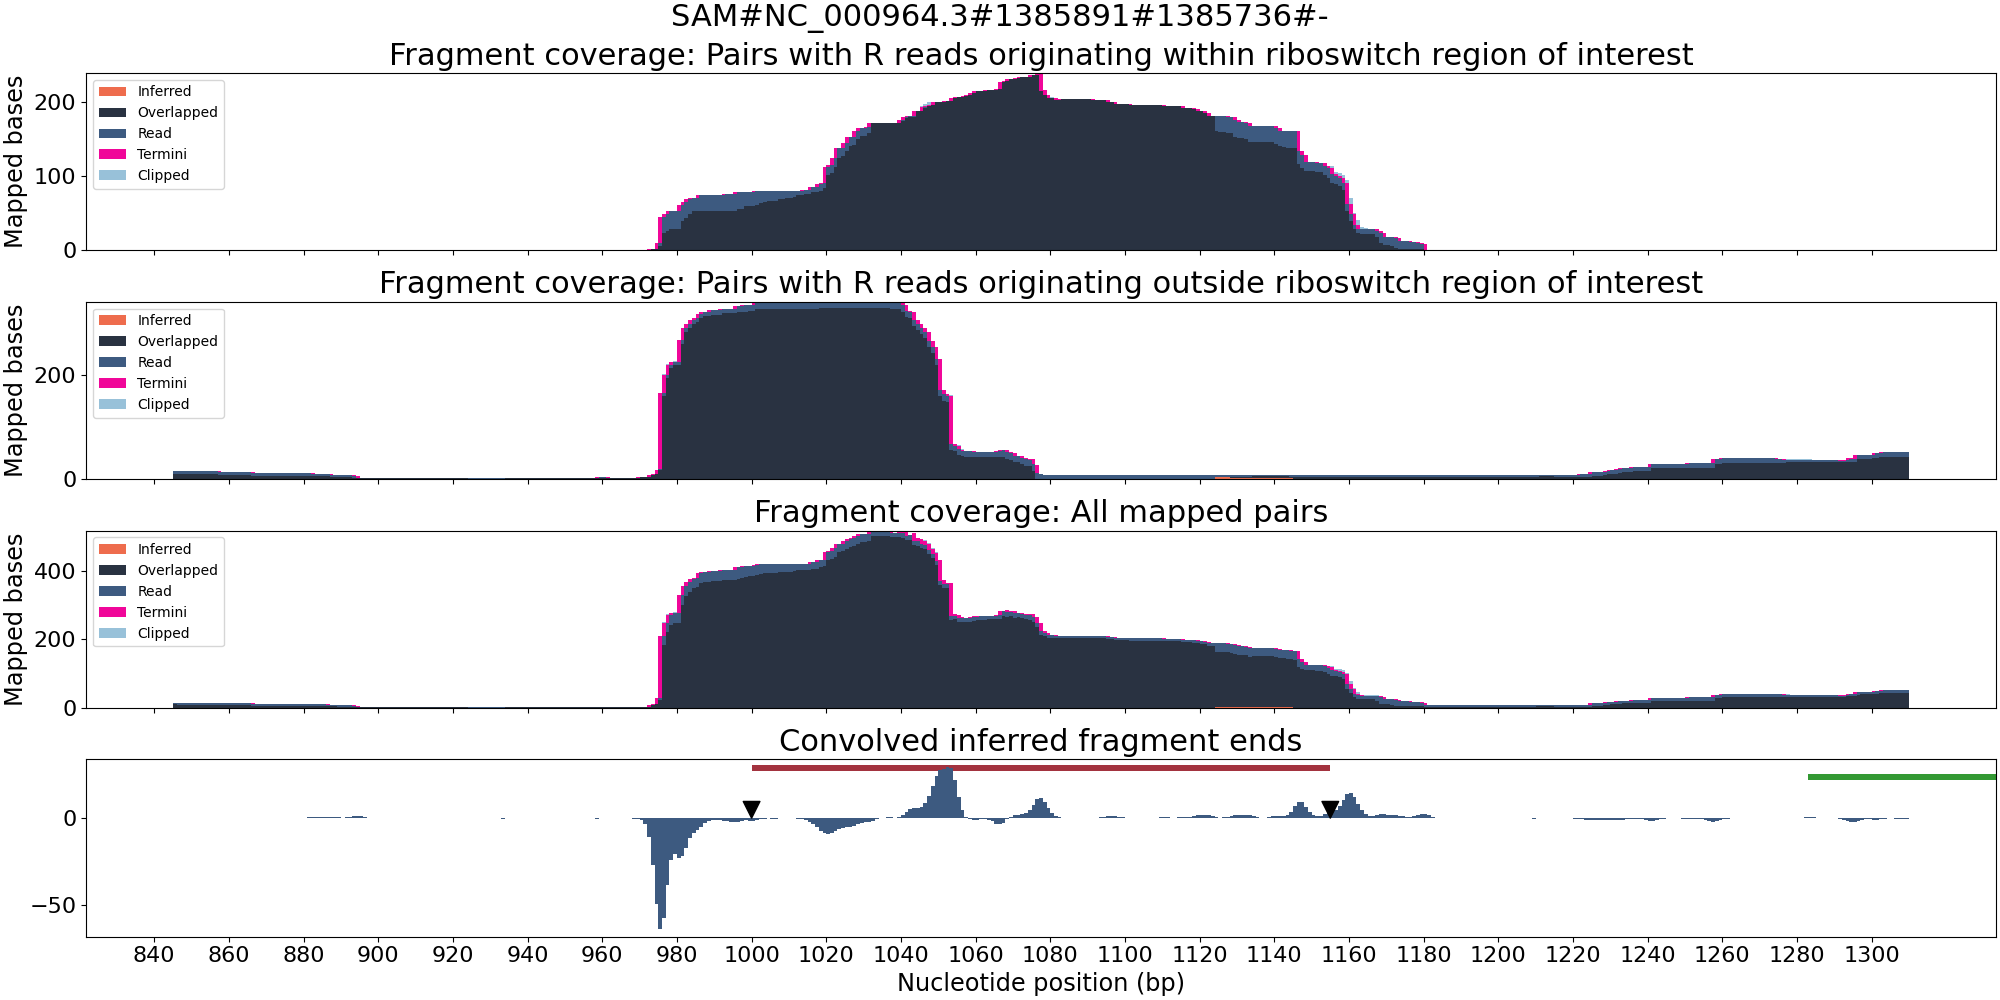 SAM#NC_000964.3#1385891#1385736#-
Fragment coverage: Pairs with R reads originating within riboswitch region of interest
Mapped bases
200
100
0
Inferred
Overlapped
Read
Termini
Clipped
Fragment coverage: Pairs with R reads originating outside riboswitch region of interest
Mapped bases
200
0
Inferred
Overlapped
Read
Termini
Clipped
Fragment coverage: All mapped pairs
Mapped bases
400
200
0
Inferred
Overlapped
Read
Termini
Clipped
Convolved inferred fragment ends
0
−50
840 860 880 900 920 940 960 980 1000 1020 1040 1060 1080 1100 1120 1140 1160 1180 1200 1220 1240 1260 1280 1300
Nucleotide position (bp)